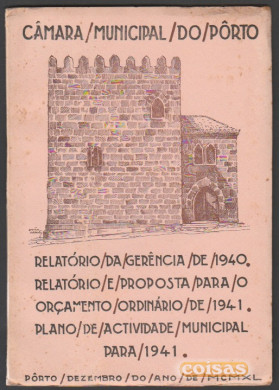 CÂMARA/MUNICIPAL/DO/PÔRTO
RELATÓRIO/DA/GERÊNCIA/DE/1940.
RELATÓRIO/E/PROPOSTA/PARA/O
ORÇAMENTO/ORDINÁRIO/DE/1941.
PLANO/DE/ACTIVIDADE/MUNICIPAL
PARA/1941.
coisas
PÔRTO/DEZEMBRO/DO/ANO/DE/MCMXL